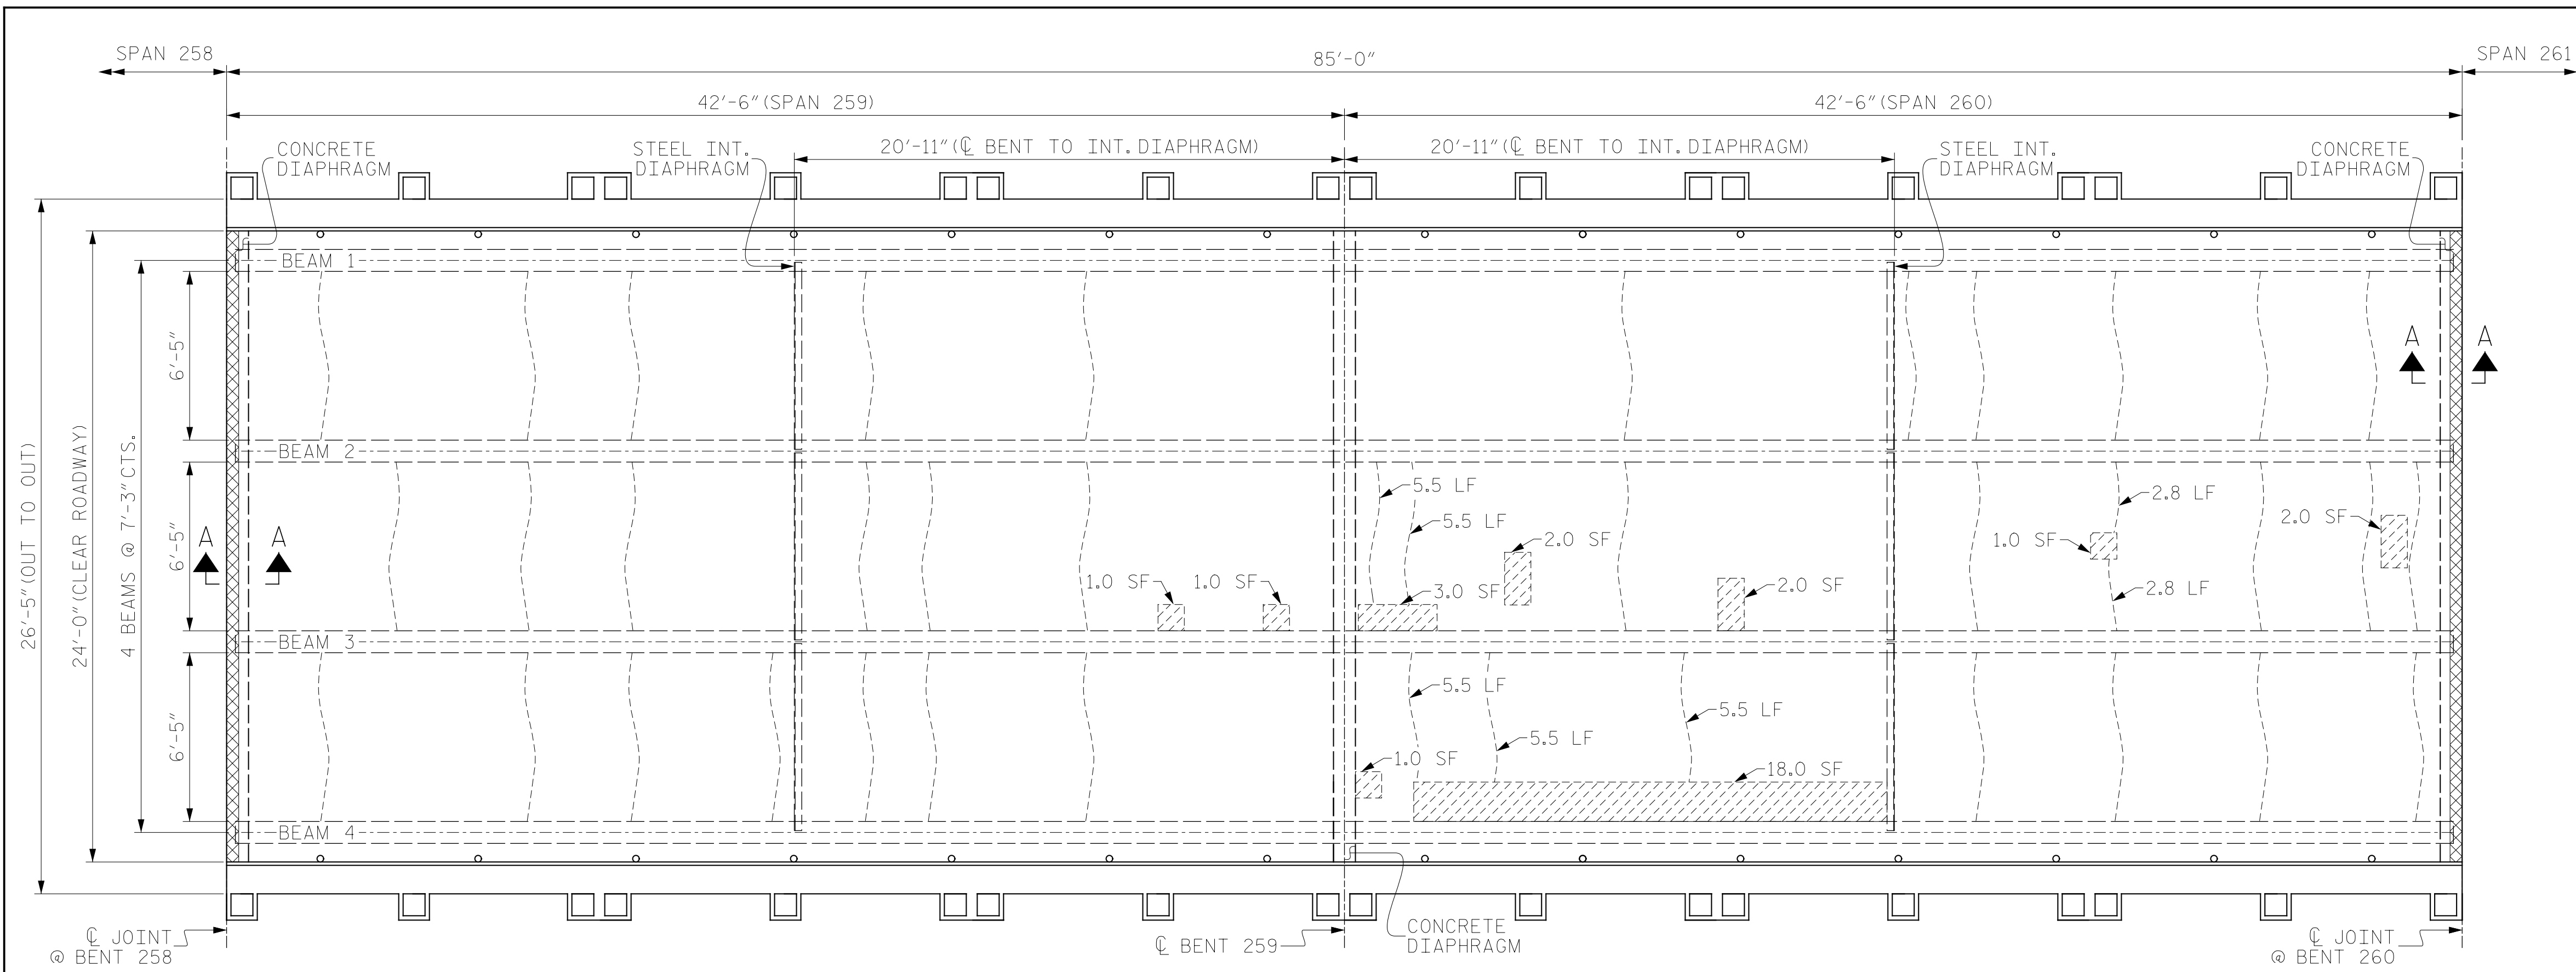 SPAN 258
85'-0"
SPAN 261
42'-6" (SPAN 259)
42'-6" (SPAN 260)
CONCRETE
DIAPHRAGM
STEEL INT.
DIAPHRAGM
20'-11" (℄ BENT TO INT. DIAPHRAGM)
20'-11" (℄ BENT TO INT. DIAPHRAGM)
STEEL INT.
DIAPHRAGM
CONCRETE
DIAPHRAGM
26'-5" (OUT TO OUT)
24'-0" (CLEAR ROADWAY)
4 BEAMS @ 7'-3" CTS.
6'-5"
6'-5"
6'-5"
BEAM 1
BEAM 2
BEAM 3
BEAM 4
A
A
A
A
5.5 LF
5.5 LF
2.0 SF
1.0 SF
1.0 SF
3.0 SF
2.0 SF
2.8 LF
1.0 SF
2.8 LF
2.0 SF
5.5 LF
5.5 LF
5.5 LF
1.0 SF
18.0 SF
℄ JOINT
@ BENT 258
℄ BENT 259
CONCRETE
DIAPHRAGM
℄ JOINT
@ BENT 260